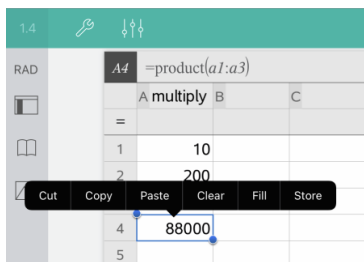 1.4
RAD
A4 =product(a1:a3)
A multiply B C
=
1 10
2 200
Cut Copy Paste Clear Fill Store
4 88000
5